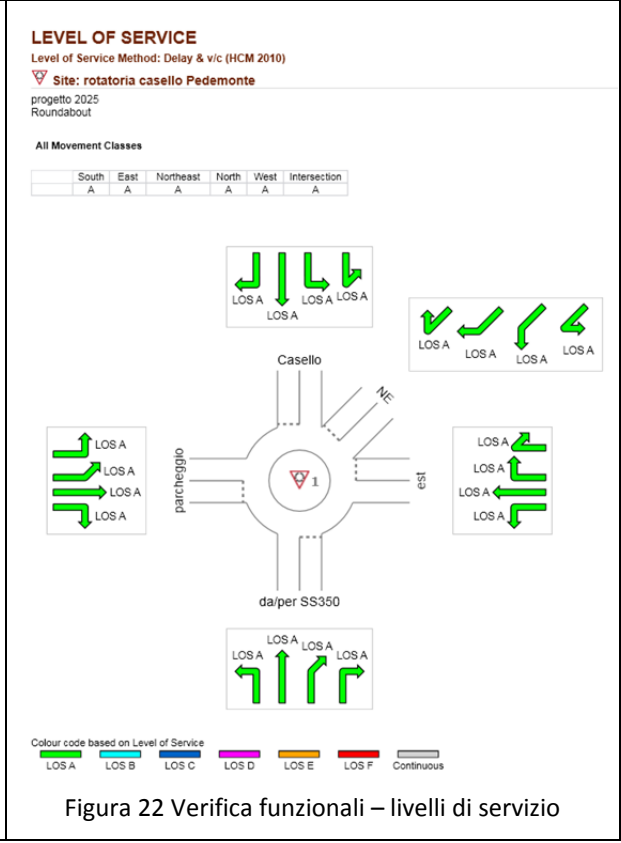 LEVEL OF SERVICE
Level of Service Method: Delay & v/c (HCM 2010)
Site: rotatoria casello Pedemonte
progetto 2025
Roundabout
All Movement Classes
South East Northeast North West Intersection
A A A A A A
LOS A LOS A LOS A
LOS A
LOS A LOS A LOS A LOS A
Casello
NE
LOS A
LOS A
LOS A
LOS A
parcheggio
1
est
LOS A
LOS A
LOS A
LOS A
da/per SS350
LOS A LOS A LOS A LOS A
Colour code based on Level of Service
LOS A LOS B LOS C LOS D LOS E LOS F Continuous
Figura 22 Verifica funzionali – livelli di servizio